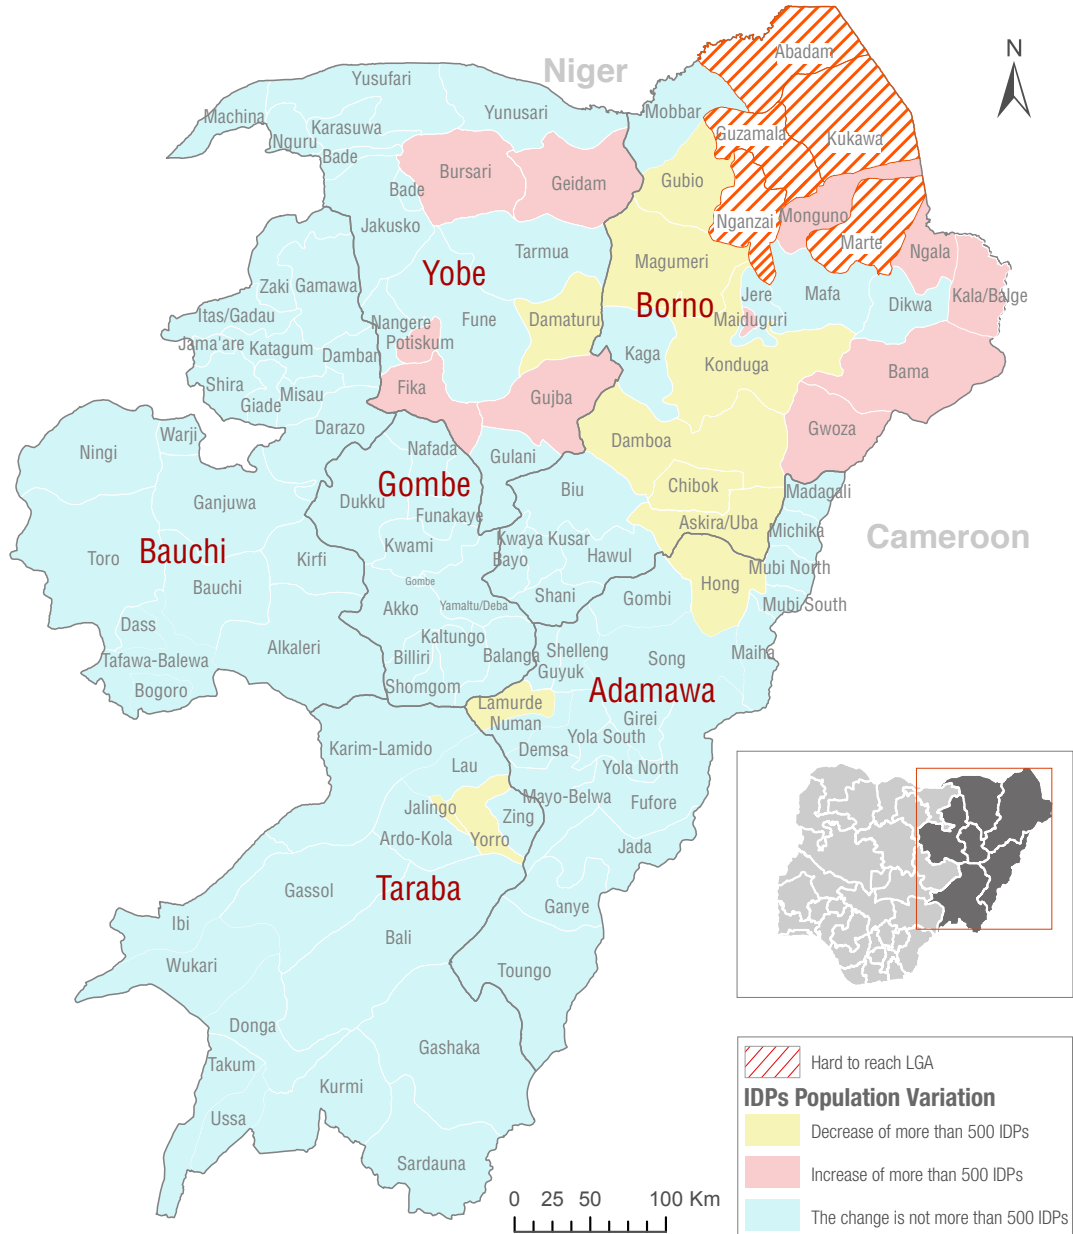 Niger
N
Abadam
Yusufari
Machina
Yunusari
Mobbar
Karasuwa
Nguru
Bade
Guzamala
Kukawa
Bursari
Geidam
Gubio
Bade
Jakusko
Nganzai
Monguno
Marte
Ngala
Tarmua
Magumeri
Yobe
Borno
Zaki
Gamawa
Jere
Mafa
Dikwa
Kala/Balge
Itas/Gadau
Nangere
Fune
Damaturu
Maiduguri
Potiskum
Jama'are
Katagum
Damban
Kaga
Konduga
Bama
Shira
Giade
Misau
Fika
Gujba
Darazo
Gwoza
Ningi
Warji
Nafada
Gulani
Damboa
Gombe
Biu
Chibok
Madagali
Ganjuwa
Dukku
Funakaye
Askira/Uba
Michika
Cameroon
Kwami
Kwaya Kusar
Bayo
Hawul
Toro
Bauchi
Kirfi
Mubi North
Bauchi
Gombe
Hong
Akko
Yamaltu/Deba
Shani
Gombi
Mubi South
Dass
Kaltungo
Tafawa-Balewa
Alkaleri
Billiri
Balanga
Shelleng
Guyuk
Song
Maiha
Bogoro
Shomgom
Adamawa
Lamurde
Numan
Girei
Karim-Lamido
Demsa
Yola South
Lau
Yola North
Jalingo
Zing
Mayo-Belwa
Fufore
Ardo-Kola
Yorro
Jada
Taraba
Gassol
Ganye
Ibi
Bali
Wukari
Toungo
Donga
Gashaka
Takum
Kurmi
Ussa
Sardauna
Hard to reach LGA
IDPs Population Variation
Decrease of more than 500 IDPs
Increase of more than 500 IDPs
The change is not more than 500 IDPs
0 25 50 100 Km